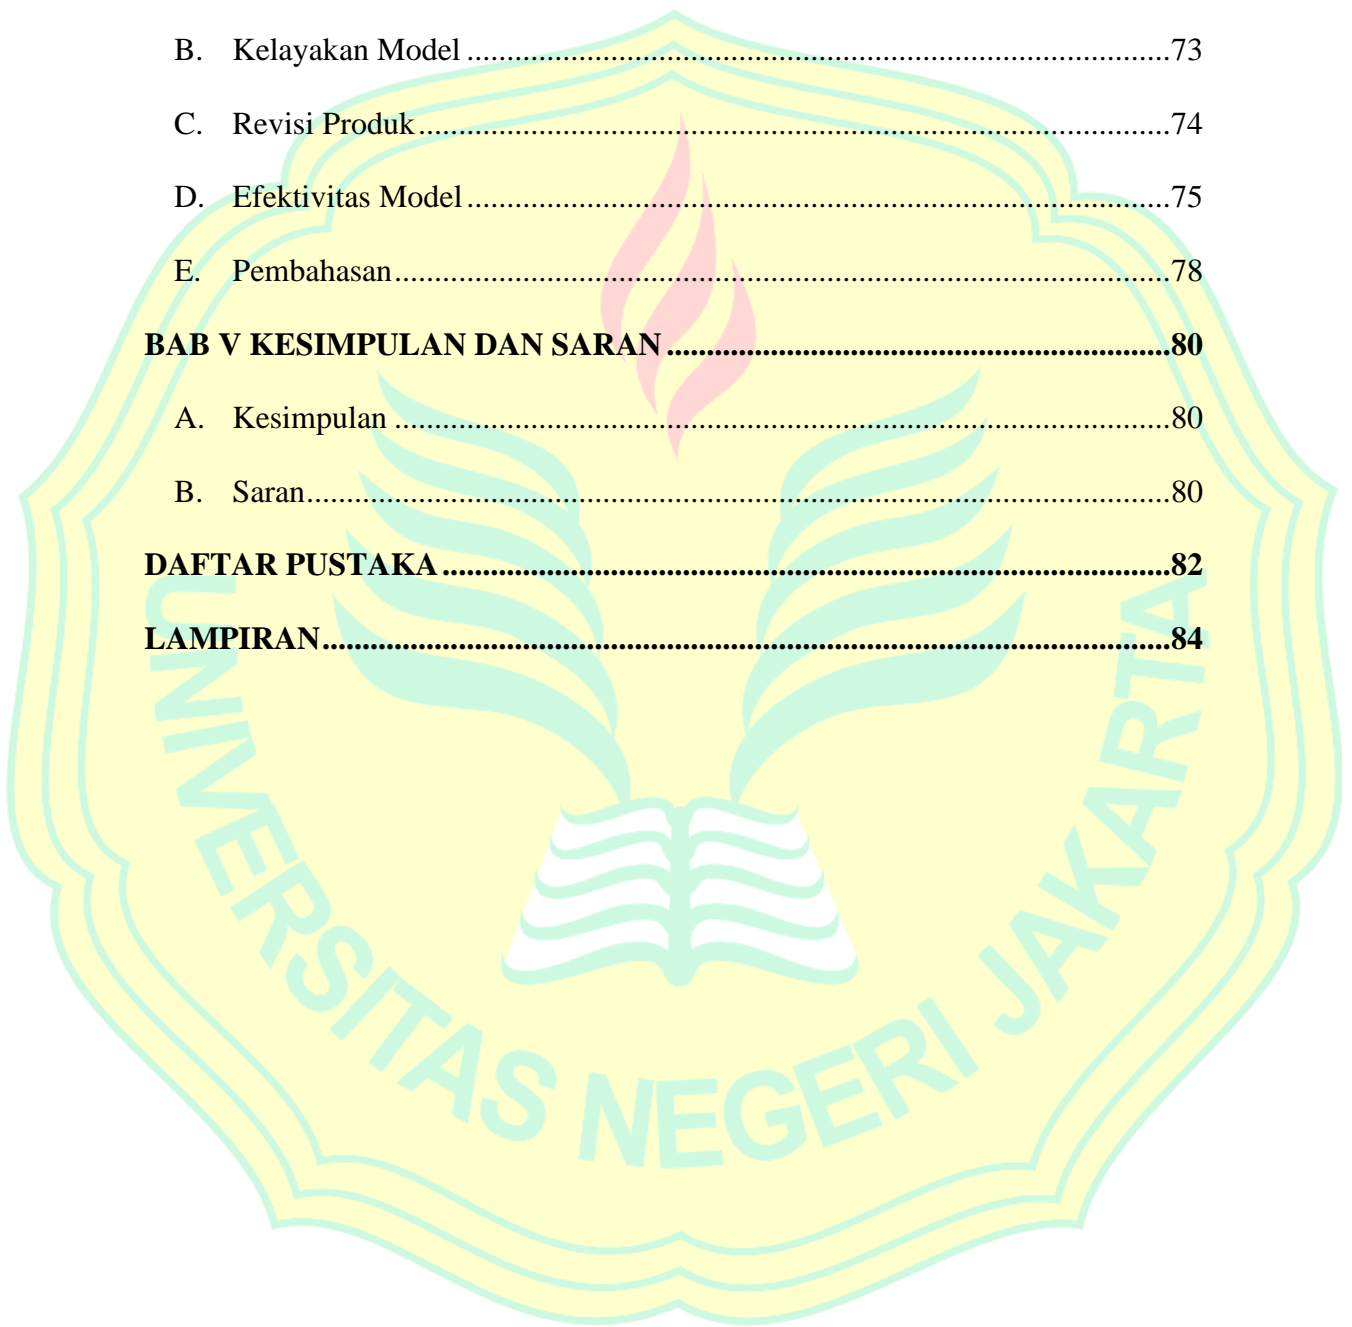 B. Kelayakan Model ........................................................................................73
C. Revisi Produk..............................................................................................74
D. Efektivitas Model ........................................................................................75
E. Pembahasan.................................................................................................78
BAB V KESIMPULAN DAN SARAN ...............................................................80
A. Kesimpulan .................................................................................................80
B. Saran............................................................................................................80
DAFTAR PUSTAKA ...........................................................................................82
LAMPIRAN..........................................................................................................84
UNIVERSITAS NEGERI JAKARTA